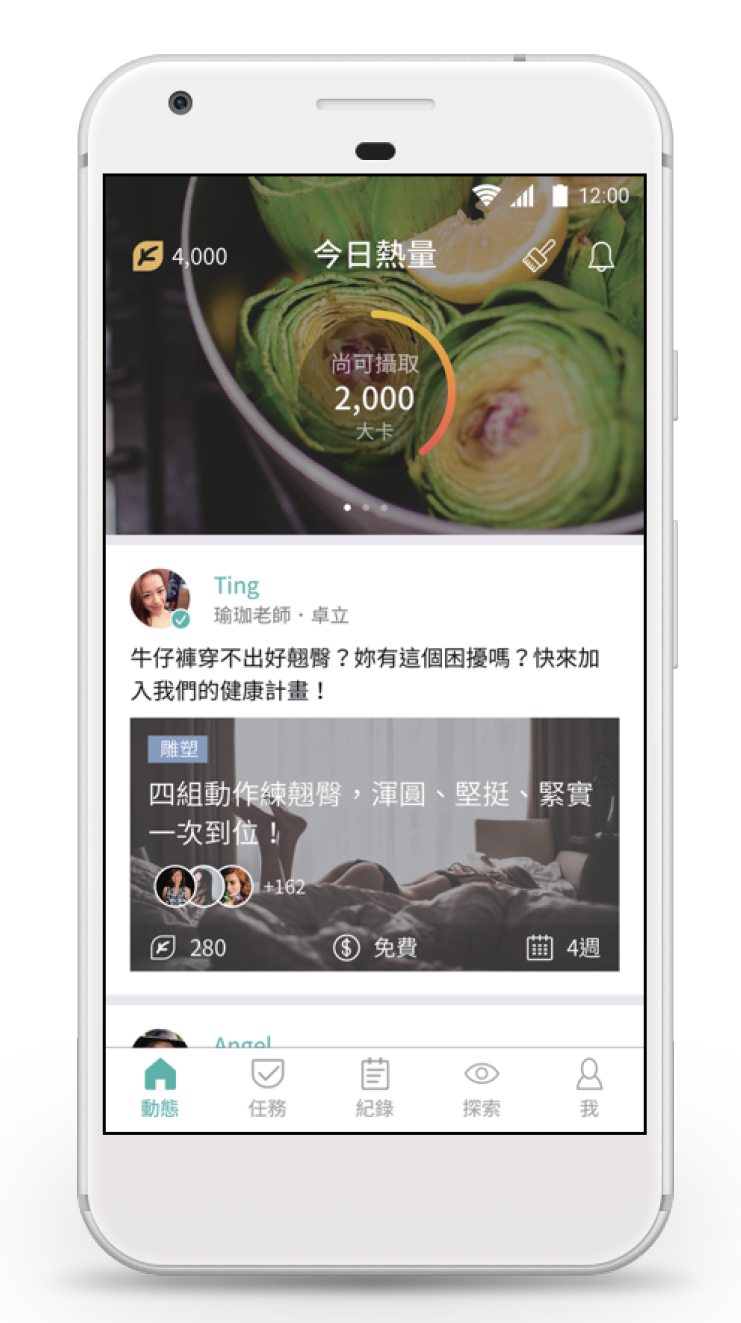 12:00
4,000
今日熱量
尚可攝取
2,000
大卡
Ting
瑜珈老師・卓立
牛仔褲穿不出好翹臀？妳有這個困擾嗎？快來加
入我們的健康計畫！
雕塑
四組動作練翹臀，渾圓、堅挺、緊實
一次到位！
+162
280
免費
4週
Angel
動態
任務
紀錄
探索
我